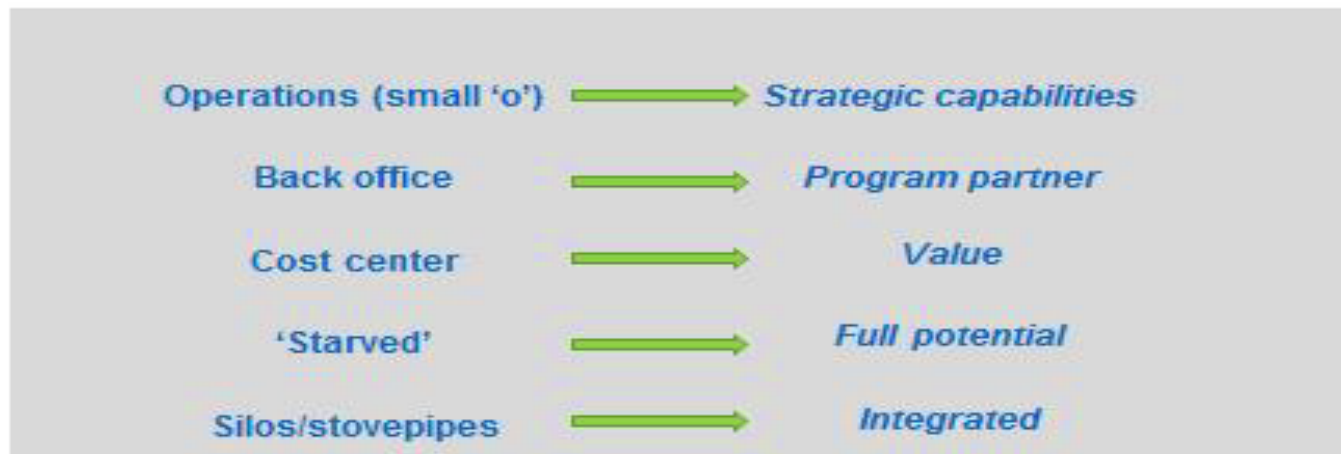 Operations (small ‘o’) Strategic capabilities
Back office Program partner
Cost center Value
‘Starved’ Full potential
Silos/stovepipes Integrated